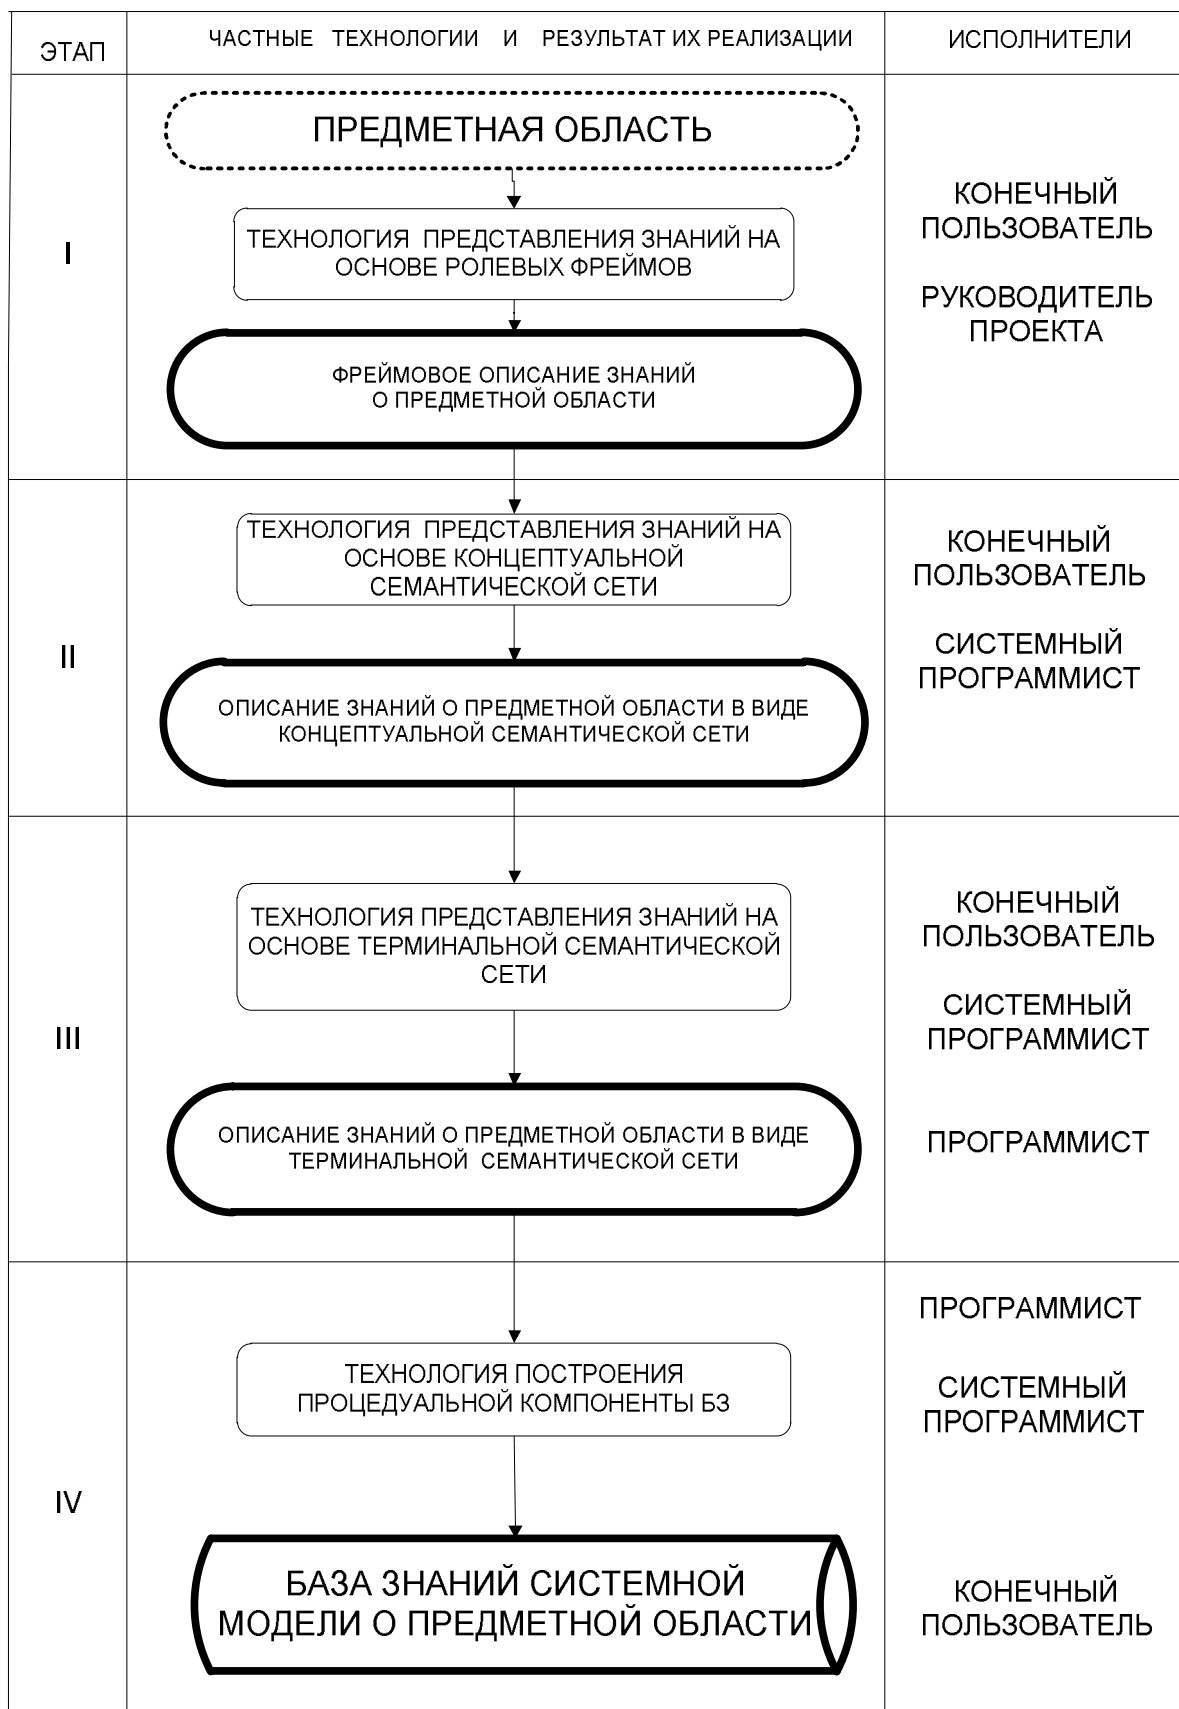 ЭТАП
ЧАСТНЫЕ ТЕХНОЛОГИИ И РЕЗУЛЬТАТ ИХ РЕАЛИЗАЦИИ
ИСПОЛНИТЕЛИ
I
ПРЕДМЕТНАЯ ОБЛАСТЬ
ТЕХНОЛОГИЯ ПРЕДСТАВЛЕНИЯ ЗНАНИЙ НА
ОСНОВЕ РОЛЕВЫХ ФРЕЙМОВ
ФРЕЙМОВОЕ ОПИСАНИЕ ЗНАНИЙ
О ПРЕДМЕТНОЙ ОБЛАСТИ
КОНЕЧНЫЙ
ПОЛЬЗОВАТЕЛЬ
РУКОВОДИТЕЛЬ
ПРОЕКТА
II
ТЕХНОЛОГИЯ ПРЕДСТАВЛЕНИЯ ЗНАНИЙ НА
ОСНОВЕ КОНЦЕПТУАЛЬНОЙ
СЕМАНТИЧЕСКОЙ СЕТИ
ОПИСАНИЕ ЗНАНИЙ О ПРЕДМЕТНОЙ ОБЛАСТИ В ВИДЕ
КОНЦЕПТУАЛЬНОЙ СЕМАНТИЧЕСКОЙ СЕТИ
КОНЕЧНЫЙ
ПОЛЬЗОВАТЕЛЬ
СИСТЕМНЫЙ
ПРОГРАММИСТ
III
ТЕХНОЛОГИЯ ПРЕДСТАВЛЕНИЯ ЗНАНИЙ НА
ОСНОВЕ ТЕРМИНАЛЬНОЙ СЕМАНТИЧЕСКОЙ
СЕТИ
ОПИСАНИЕ ЗНАНИЙ О ПРЕДМЕТНОЙ ОБЛАСТИ В ВИДЕ
ТЕРМИНАЛЬНОЙ СЕМАНТИЧЕСКОЙ СЕТИ
КОНЕЧНЫЙ
ПОЛЬЗОВАТЕЛЬ
СИСТЕМНЫЙ
ПРОГРАММИСТ
ПРОГРАММИСТ
IV
ТЕХНОЛОГИЯ ПОСТРОЕНИЯ
ПРОЦЕДУАЛЬНОЙ КОМПОНЕНТЫ БЗ
БАЗА ЗНАНИЙ СИСТЕМНОЙ
МОДЕЛИ О ПРЕДМЕТНОЙ ОБЛАСТИ
ПРОГРАММИСТ
СИСТЕМНЫЙ
ПРОГРАММИСТ
КОНЕЧНЫЙ
ПОЛЬЗОВАТЕЛЬ